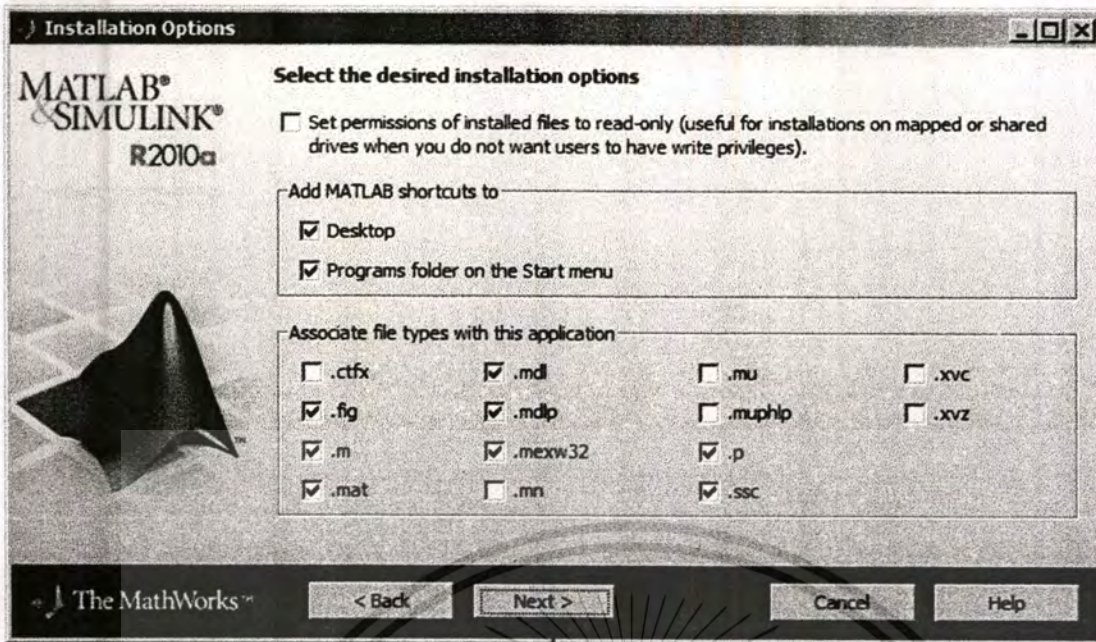 Installation Options
MATLAB®
&SIMULINK®
R2010a
Select the desired installation options
Set permissions of installed files to read-only (useful for installations on mapped or shared
drives when you do not want users to have write privileges).
Add MATLAB shortcuts to
Desktop
Programs folder on the Start menu
Associate file types with this application
.ctfx .mdl .mu .xvc
.fig .mdlp .muphlp .xvz
.m .mexw32 .p
.mat .mn .ssc
TM
The MathWorks™
< Back Next > Cancel Help